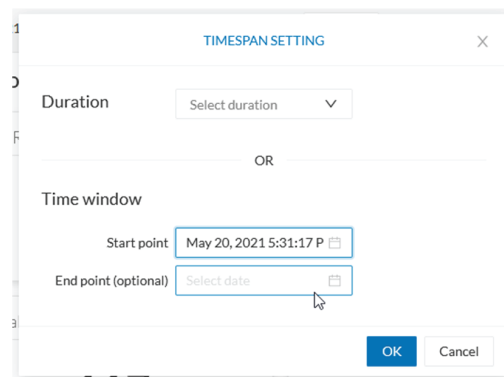 TIMESPAN SETTING
Duration
Select duration
OR
Time window
Start point
May 20, 2021 5:31:17 P
End point (optional)
Select date
OK
Cancel